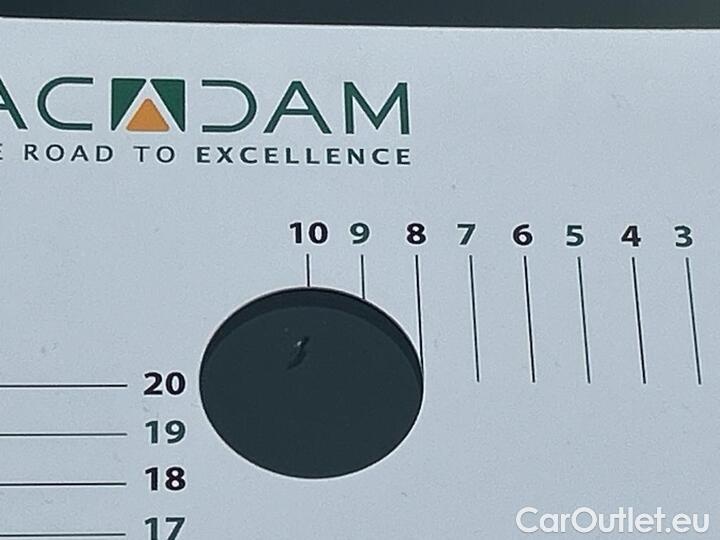 ACADAM
E ROAD TO EXCELLENCE
10 9 8 7 6 5 4 3
20
19
18
17
CarOutlet.eu